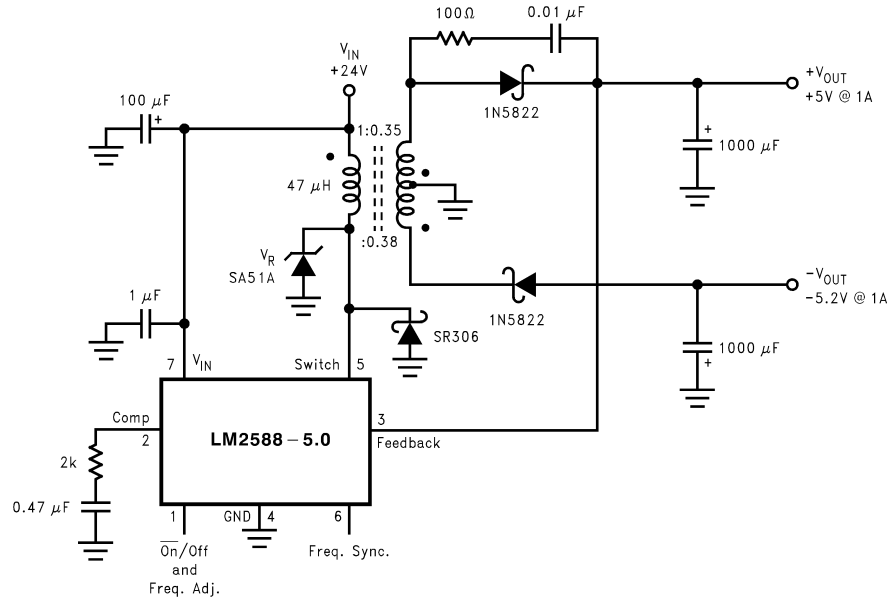 100Ω
0.01 μF
V_IN
+24V
+V_OUT
+5V @ 1A
100 μF
+
1:0.35
1N5822
+
1000 μF
47 μH
:0.38
V_R
SA51A
-V_OUT
-5.2V @ 1A
1 μF
1N5822
SR306
1000 μF
+
7
V_IN
Switch
5
Comp
2
LM2588-5.0
3
Feedback
2k
0.47 μF
1
GND
4
6
On/Off
and
Freq. Adj.
Freq. Sync.